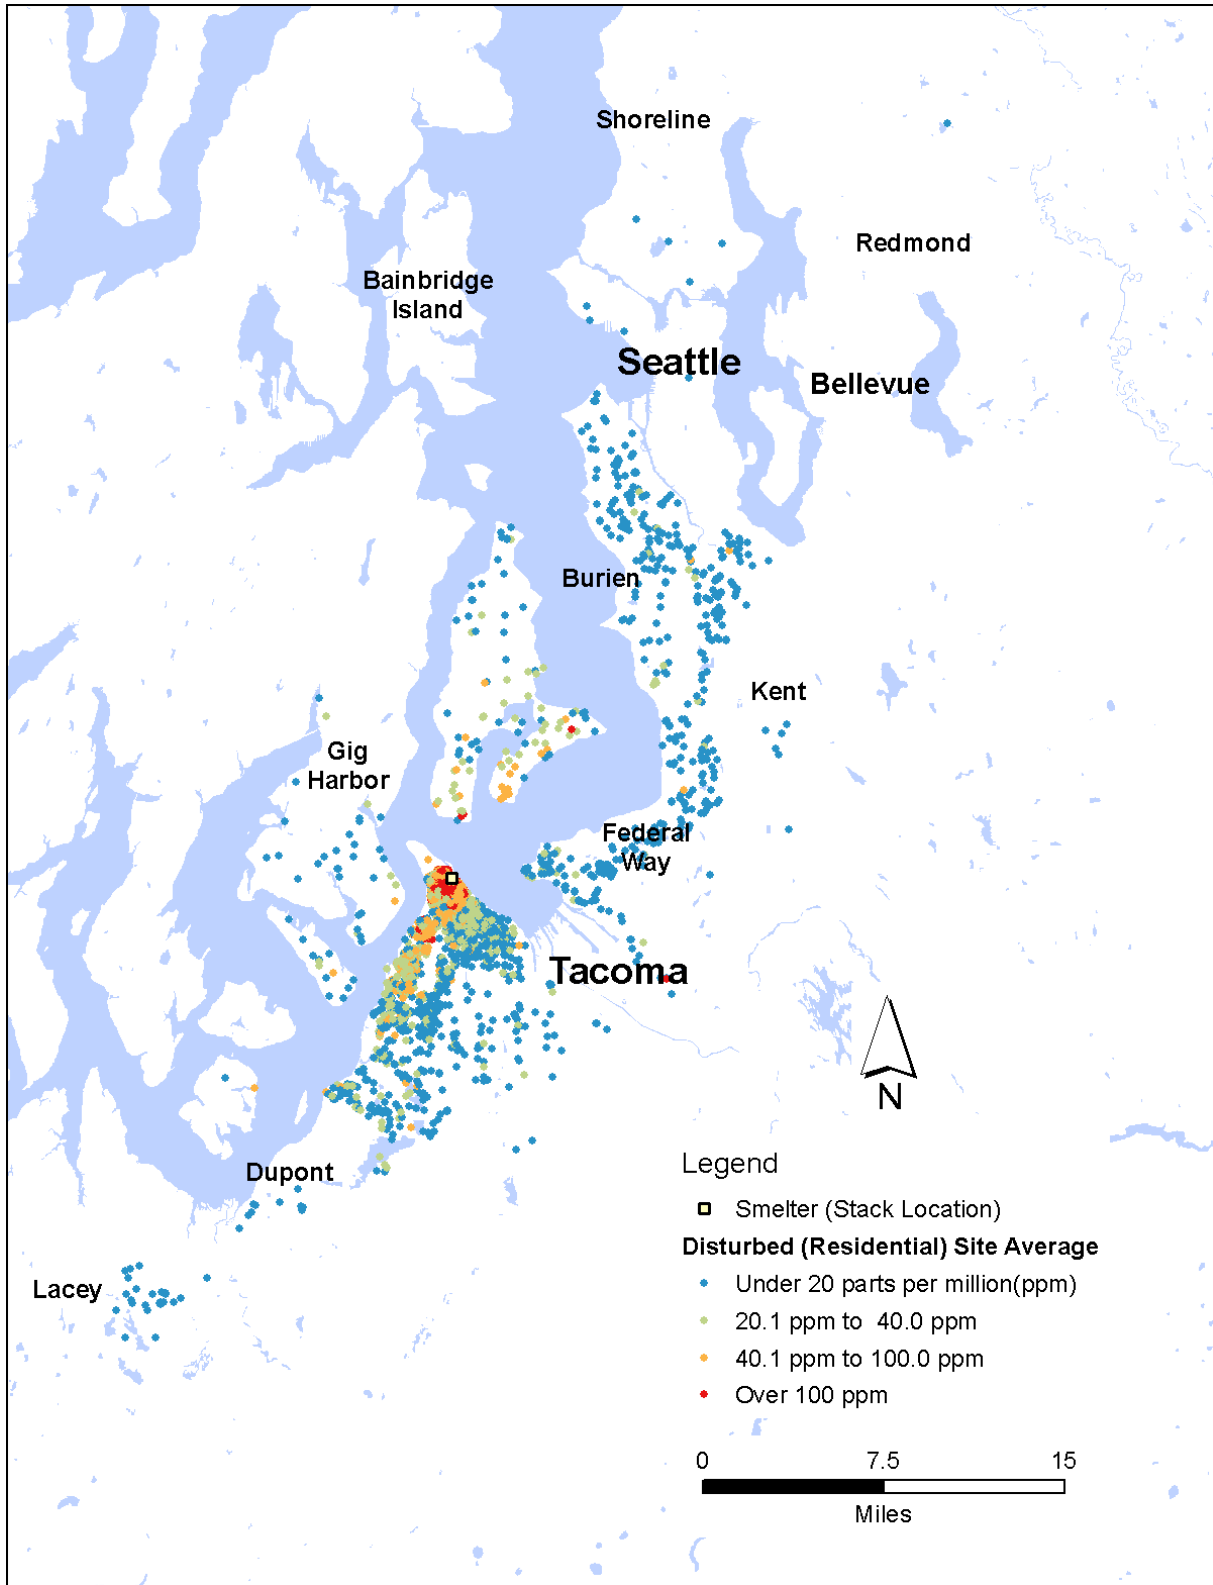 Shoreline
Redmond
Bainbridge
Island
Seattle
Bellevue
Burien
Kent
Gig
Harbor
Federal
Way
Tacoma
N
Dupont
Lacey
Legend
Smelter (Stack Location)
Disturbed (Residential) Site Average
Under 20 parts per million(ppm)
20.1 ppm to 40.0 ppm
40.1 ppm to 100.0 ppm
Over 100 ppm
0 7.5 15
Miles